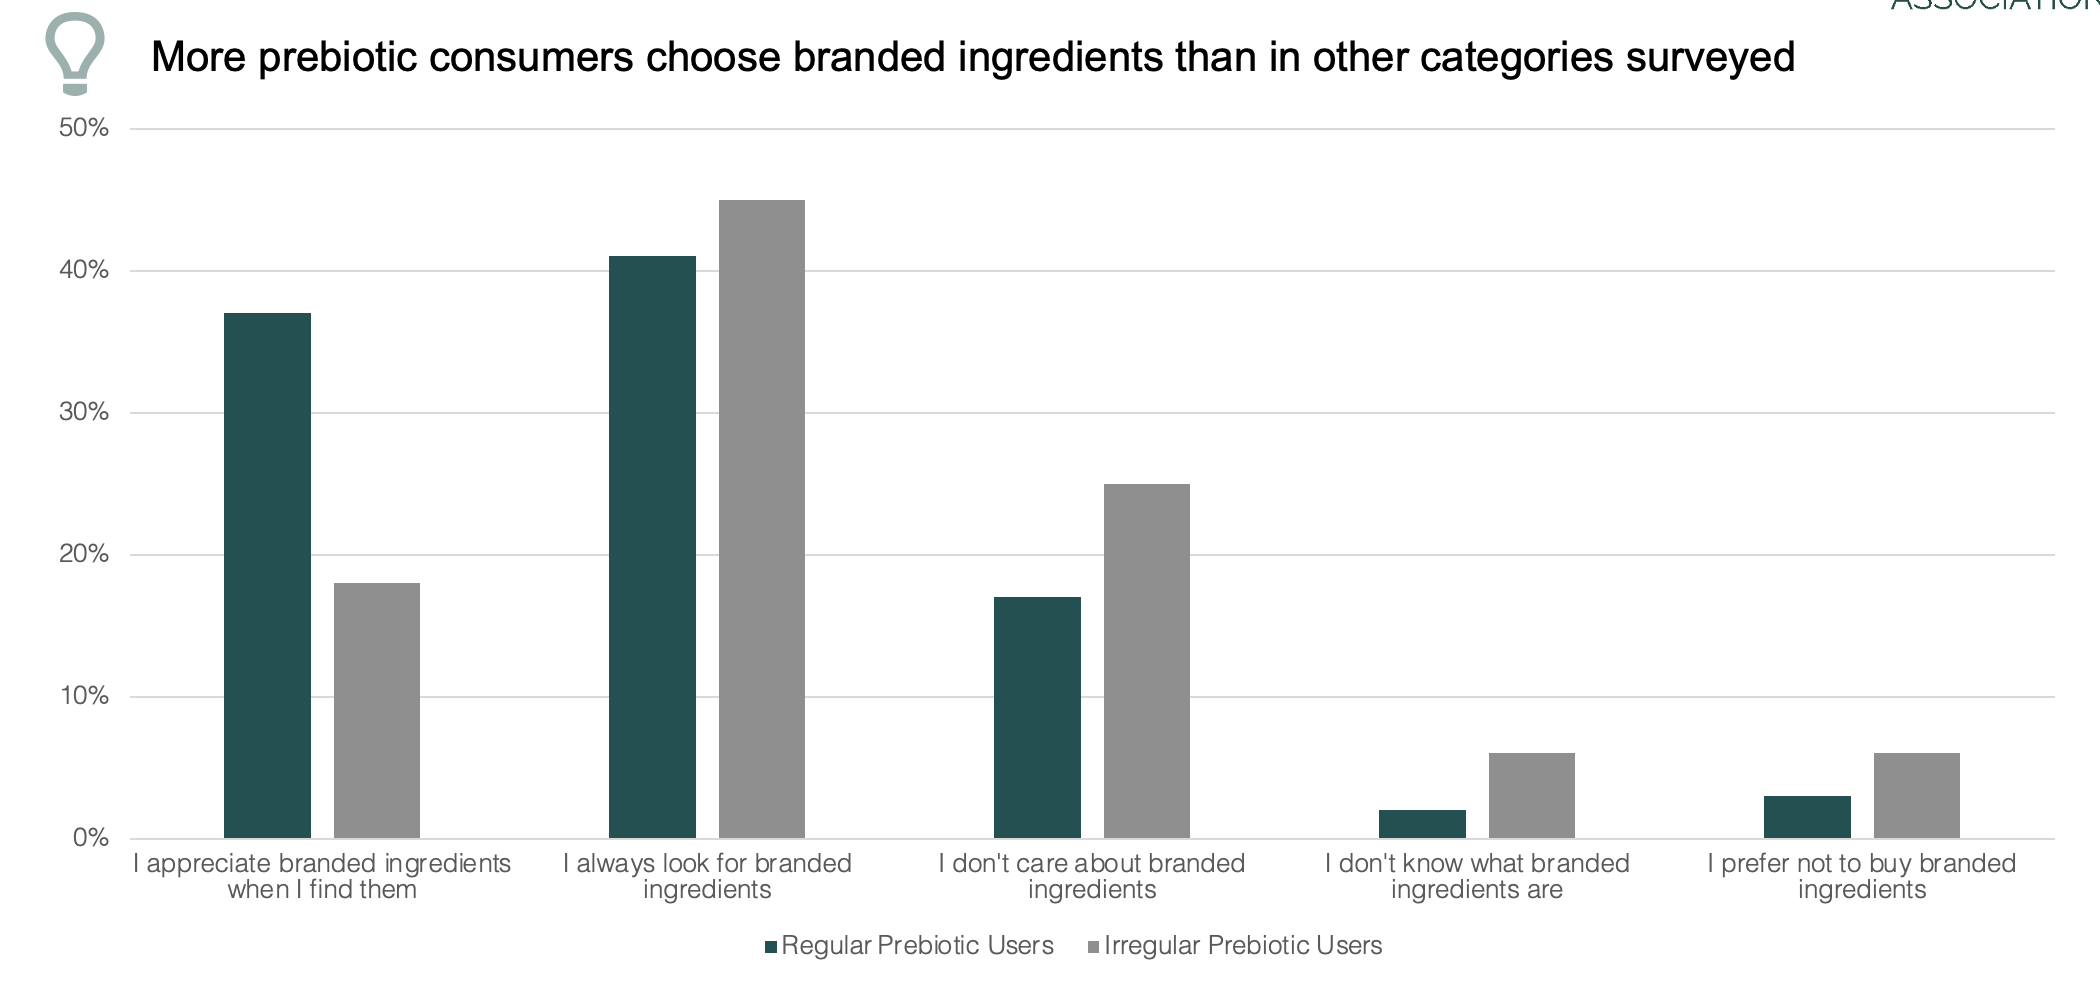 More prebiotic consumers choose branded ingredients than in other categories surveyed
50%
40%
30%
20%
10%
0%
I appreciate branded ingredients
when I find them
I always look for branded
ingredients
I don't care about branded
ingredients
I don't know what branded
ingredients are
I prefer not to buy branded
ingredients
Regular Prebiotic Users
Irregular Prebiotic Users